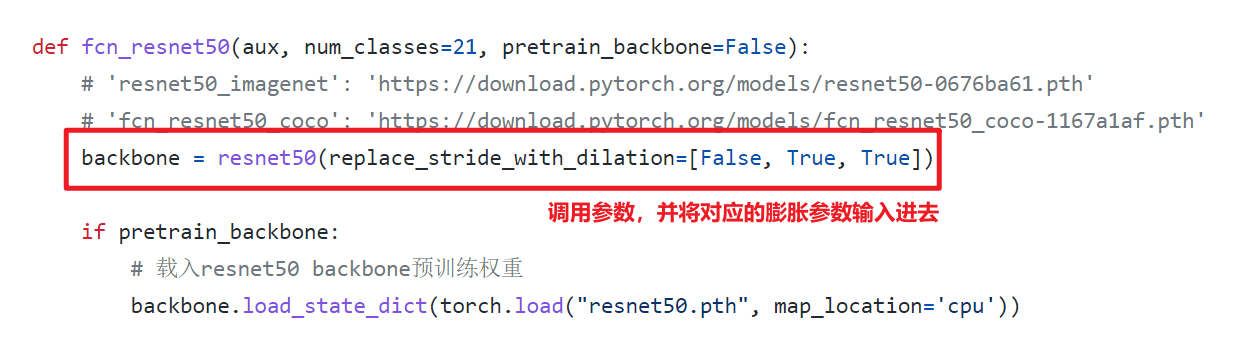 def fcn_resnet50(aux, num_classes=21, pretrain_backbone=False):
    # 'resnet50_imagenet': 'https://download.pytorch.org/models/resnet50-0676ba61.pth'
    # 'fcn_resnet50_coco': 'https://download.pytorch.org/models/fcn_resnet50_coco-1167a1af.pth'
    backbone = resnet50(replace_stride_with_dilation=[False, True, True])
调用参数，并将对应的膨胀参数输入进去
    if pretrain_backbone:
        # 载入resnet50 backbone预训练权重
        backbone.load_state_dict(torch.load("resnet50.pth", map_location='cpu'))